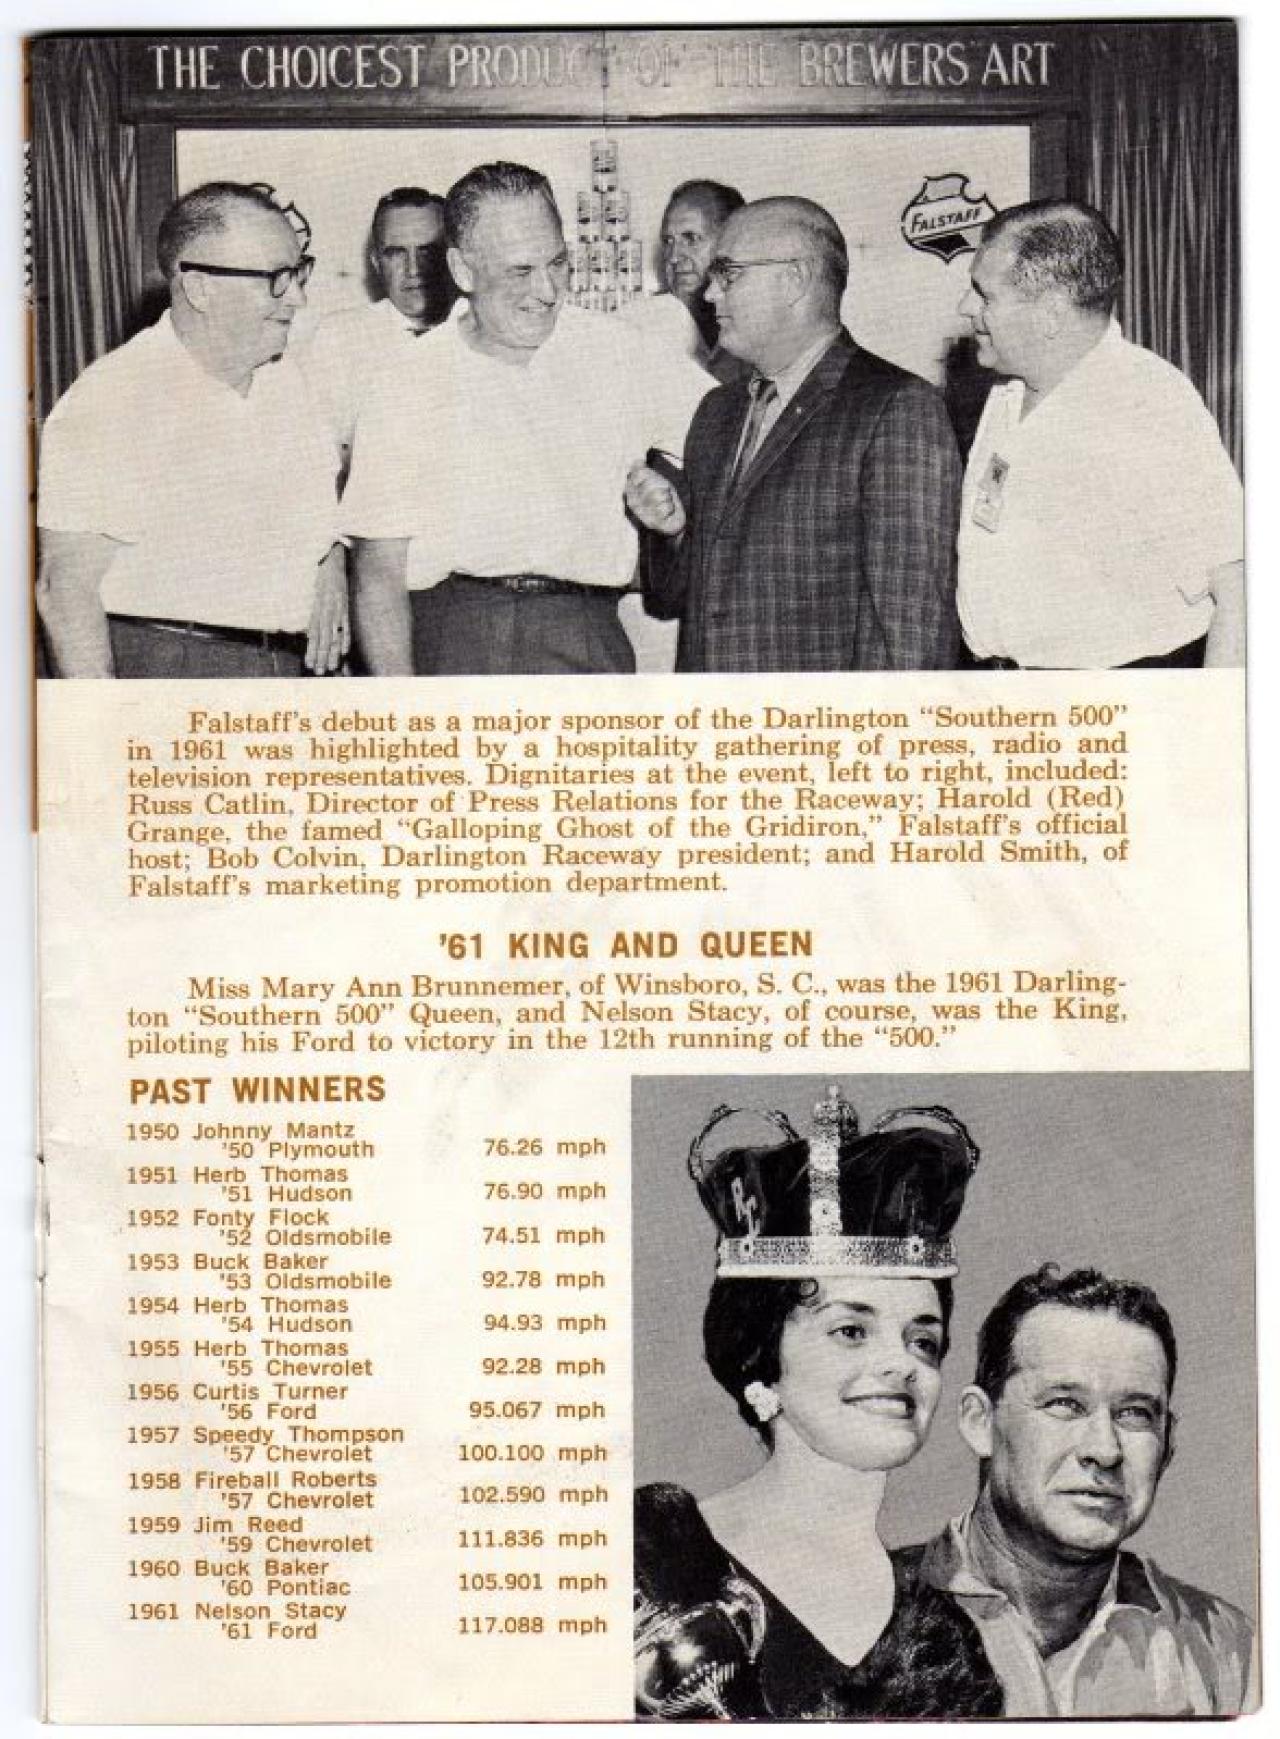 THE CHOICEST PRODUCT OF THE BREWERS ART
FALSTAFF
Falstaff's debut as a major sponsor of the Darlington "Southern 500"
in 1961 was highlighted by a hospitality gathering of press, radio and
television representatives. Dignitaries at the event, left to right, included:
Russ Catlin, Director of Press Relations for the Raceway; Harold (Red)
Grange, the famed "Galloping Ghost of the Gridiron," Falstaff's official
host; Bob Colvin, Darlington Raceway president; and Harold Smith, of
Falstaff's marketing promotion department.
'61 KING AND QUEEN
Miss Mary Ann Brunnemer, of Winsboro, S. C., was the 1961 Darling-
ton "Southern 500" Queen, and Nelson Stacy, of course, was the King,
piloting his Ford to victory in the 12th running of the "500."
PAST WINNERS
1950 Johnny Mantz
'50 Plymouth 76.26 mph
1951 Herb Thomas
'51 Hudson 76.90 mph
1952 Fonty Flock
'52 Oldsmobile 74.51 mph
1953 Buck Baker
'53 Oldsmobile 92.78 mph
1954 Herb Thomas
'54 Hudson 94.93 mph
1955 Herb Thomas
'55 Chevrolet 92.28 mph
1956 Curtis Turner
'56 Ford 95.067 mph
1957 Speedy Thompson
'57 Chevrolet 100.100 mph
1958 Fireball Roberts
'57 Chevrolet 102.590 mph
1959 Jim Reed
'59 Chevrolet 111.836 mph
1960 Buck Baker
'60 Pontiac 105.901 mph
1961 Nelson Stacy
'61 Ford 117.088 mph